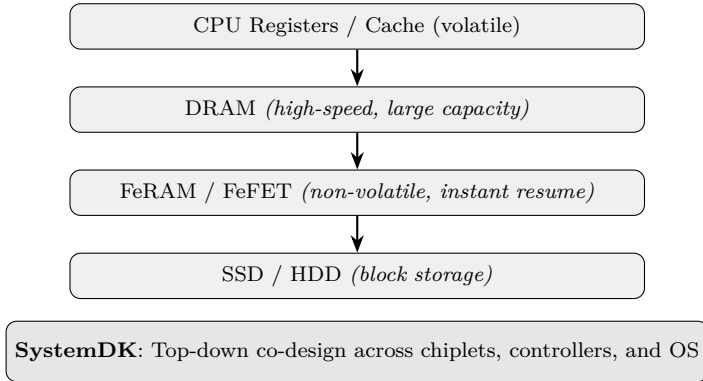 CPU Registers / Cache (volatile)
DRAM (high-speed, large capacity)
FeRAM / FeFET (non-volatile, instant resume)
SSD / HDD (block storage)
SystemDK: Top-down co-design across chiplets, controllers, and OS